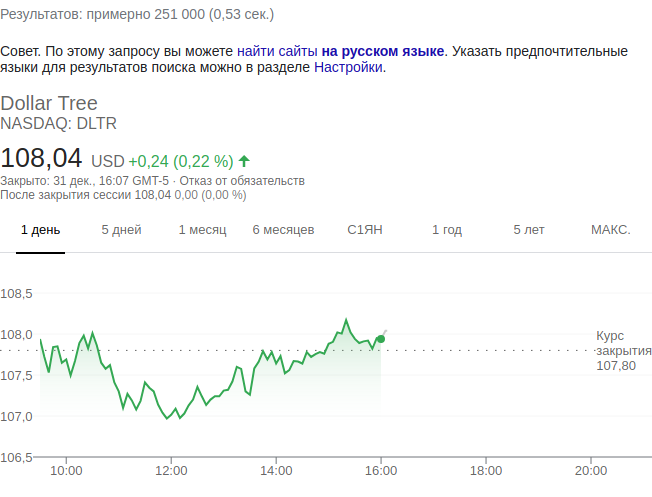 Результатов: примерно 251 000 (0,53 сек.)
Совет. По этому запросу вы можете найти сайты на русском языке. Указать предпочтительные
языки для результатов поиска можно в разделе Настройки.
Dollar Tree
NASDAQ: DLTR
108,04 USD +0,24 (0,22 %)
Закрыто: 31 дек., 16:07 GMT-5 · Отказ от обязательств
После закрытия сессии 108,04 0,00 (0,00 %)
1 день 5 дней 1 месяц 6 месяцев С1ЯН 1 год 5 лет МАКС.
108,5
108,0
Курс
закрытия
107,80
107,5
107,0
106,5
10:00 12:00 14:00 16:00 18:00 20:00